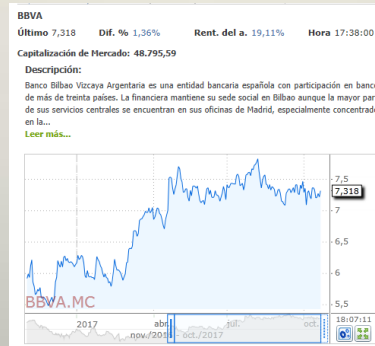 BBVA
Último 7,318 Dif. % 1,36% Rent. del a. 19,11% Hora 17:38:00
Capitalización de Mercado: 48.795,59
Descripción:
Banco Bilbao Vizcaya Argentaria es una entidad bancaria española con participación en banco
de más de treinta países. La financiera mantiene su sede social en Bilbao aunque la mayor par
de sus servicios centrales se encuentran en sus oficinas de Madrid, especialmente concentrado
en la...
Leer más...
7,5
7,318
7
6,5
6
5,5
BBVA.MC
2017 abr. jul. oct.
nov./2016 - oct./2017
18:07:11